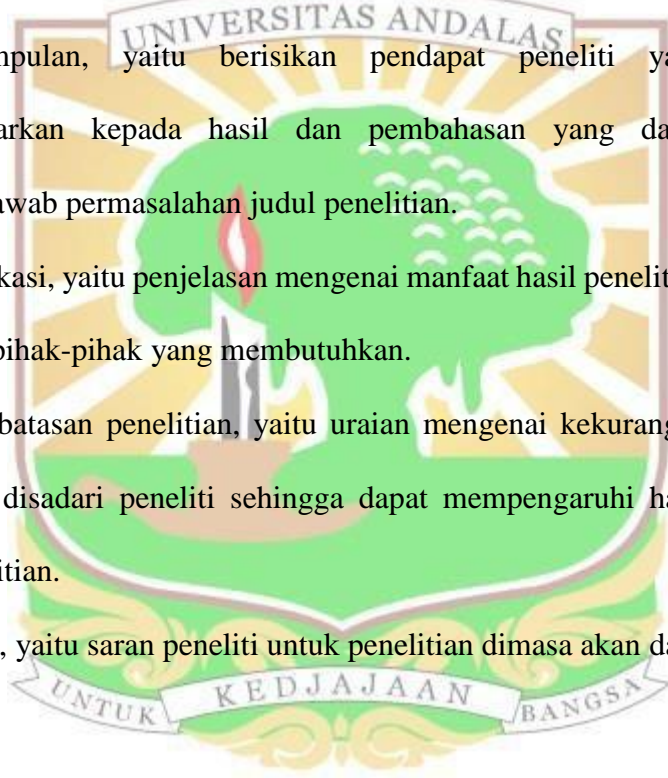 UNIVERSITAS ANDALAS
npulan, yaitu berisikan pendapat peneliti ya
arkan kepada hasil dan pembahasan yang da
awab permasalahan judul penelitian.
kasi, yaitu penjelasan mengenai manfaat hasil penelit
pihak-pihak yang membutuhkan.
batasan penelitian, yaitu uraian mengenai kekurang
disadari peneliti sehingga dapat mempengaruhi ha
itian.
, yaitu saran peneliti untuk penelitian dimasa akan da
UNTUK KEDJAJAAN BANGSA